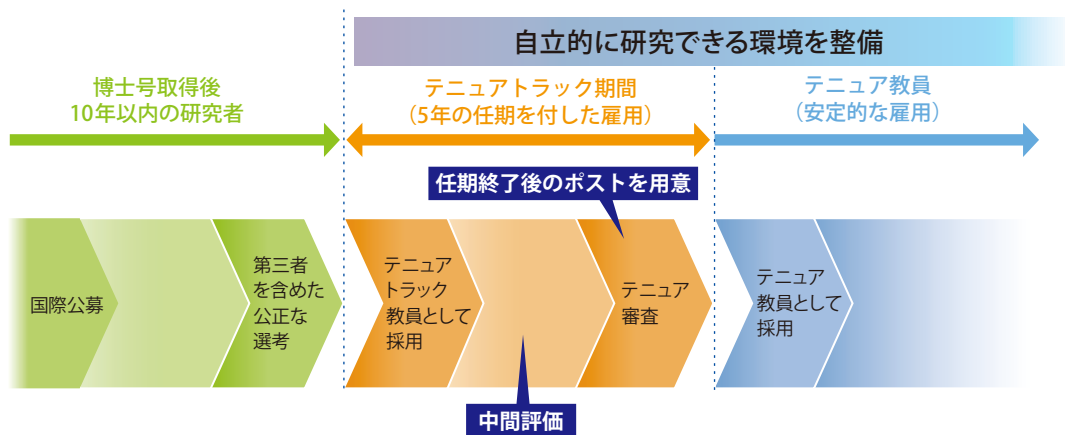 自立的に研究できる環境を整備
博士号取得後
10年以内の研究者
テニュアトラック期間
（5年の任期を付した雇用）
テニュア教員
（安定的な雇用）
任期終了後のポストを用意
国際公募
第三者
を含めた
公正な
選考
テニュア
トラック
教員として
採用
テニュア
審査
テニュア
教員として
採用
中間評価